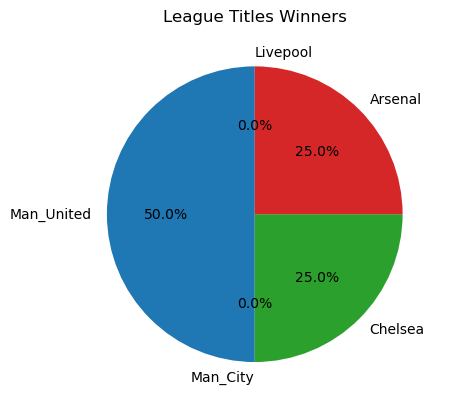 League Titles Winners
Livepool
Arsenal
0.0%
25.0%
Man_United
50.0%
25.0%
0.0%
Chelsea
Man_City